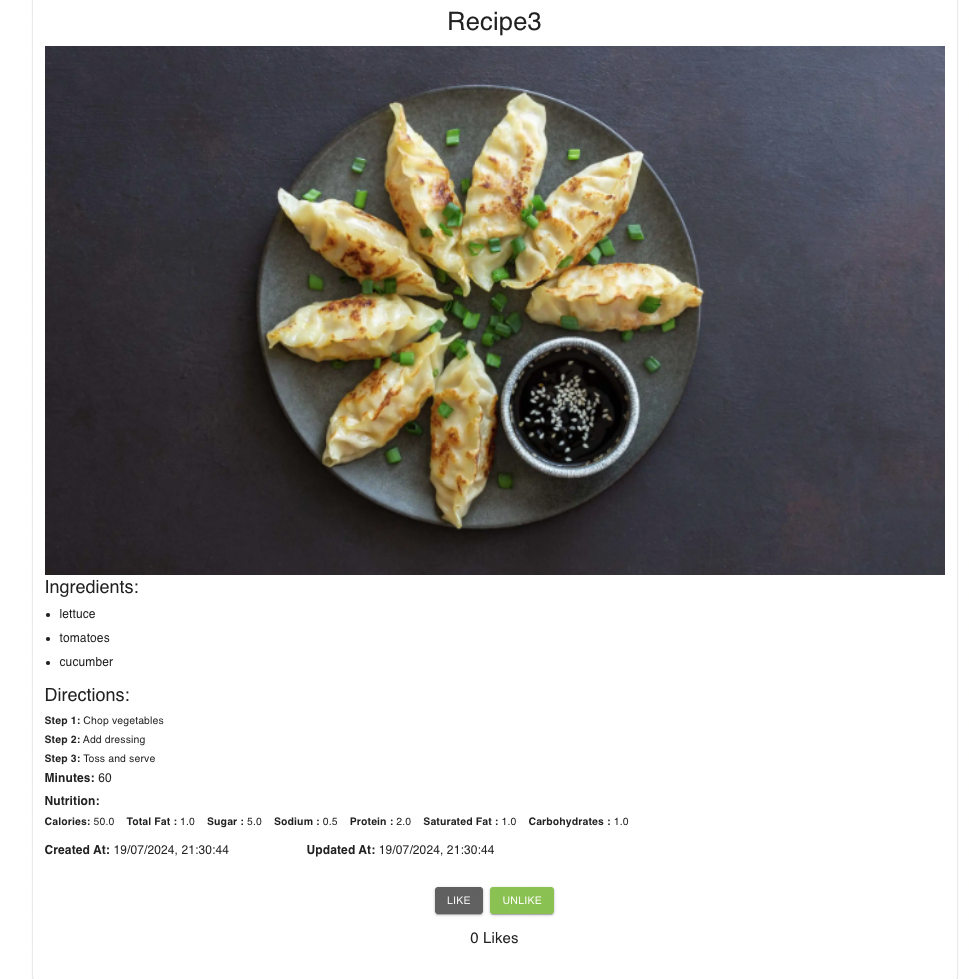 Recipe3
Ingredients:
• lettuce
• tomatoes
• cucumber
Directions:
Step 1: Chop vegetables
Step 2: Add dressing
Step 3: Toss and serve
Minutes: 60
Nutrition:
Calories: 50.0 Total Fat : 1.0 Sugar : 5.0 Sodium : 0.5 Protein : 2.0 Saturated Fat : 1.0 Carbohydrates : 1.0
Created At: 19/07/2024, 21:30:44 Updated At: 19/07/2024, 21:30:44
LIKE UNLIKE
0 Likes